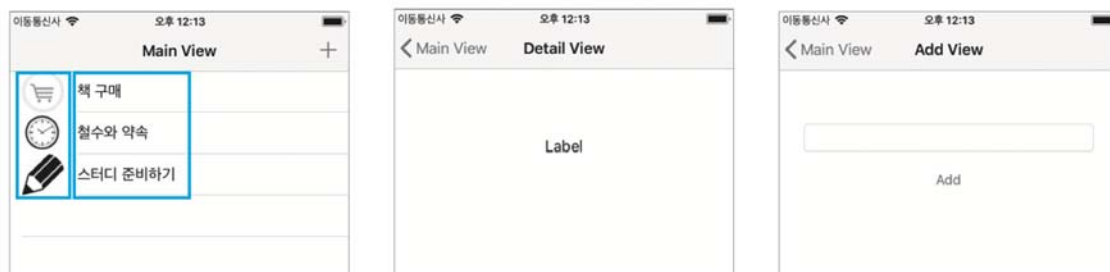 이동통신사 오후 12:13
Main View +
책 구매
철수와 약속
스터디 준비하기
이동통신사 오후 12:13
Main View Detail View
Label
이동통신사 오후 12:13
Main View Add View
Add